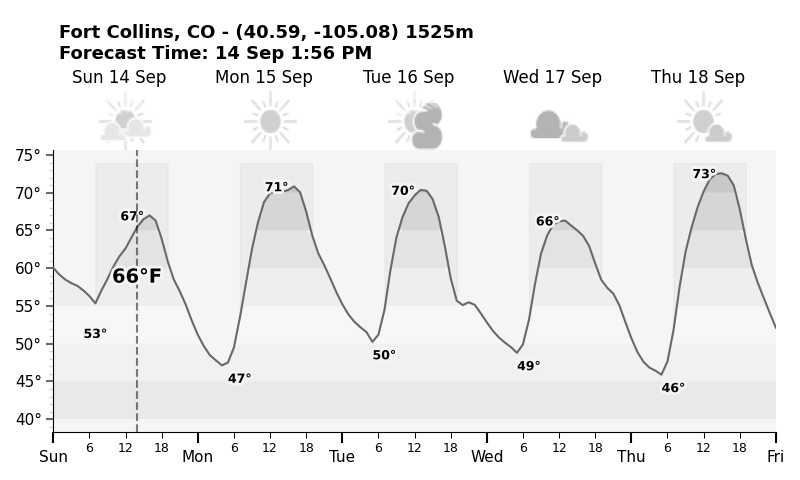 Fort Collins, CO - (40.59, -105.08) 1525m
Forecast Time: 14 Sep 1:56 PM
Sun 14 Sep Mon 15 Sep Tue 16 Sep Wed 17 Sep Thu 18 Sep
75°
70°
65°
60°
55°
50°
45°
40°
67° 71° 70° 66° 73°
66°F
53° 47° 50° 49° 46°
6 12 18 6 12 18 6 12 18 6 12 18 6 12 18
Sun Mon Tue Wed Thu Fri